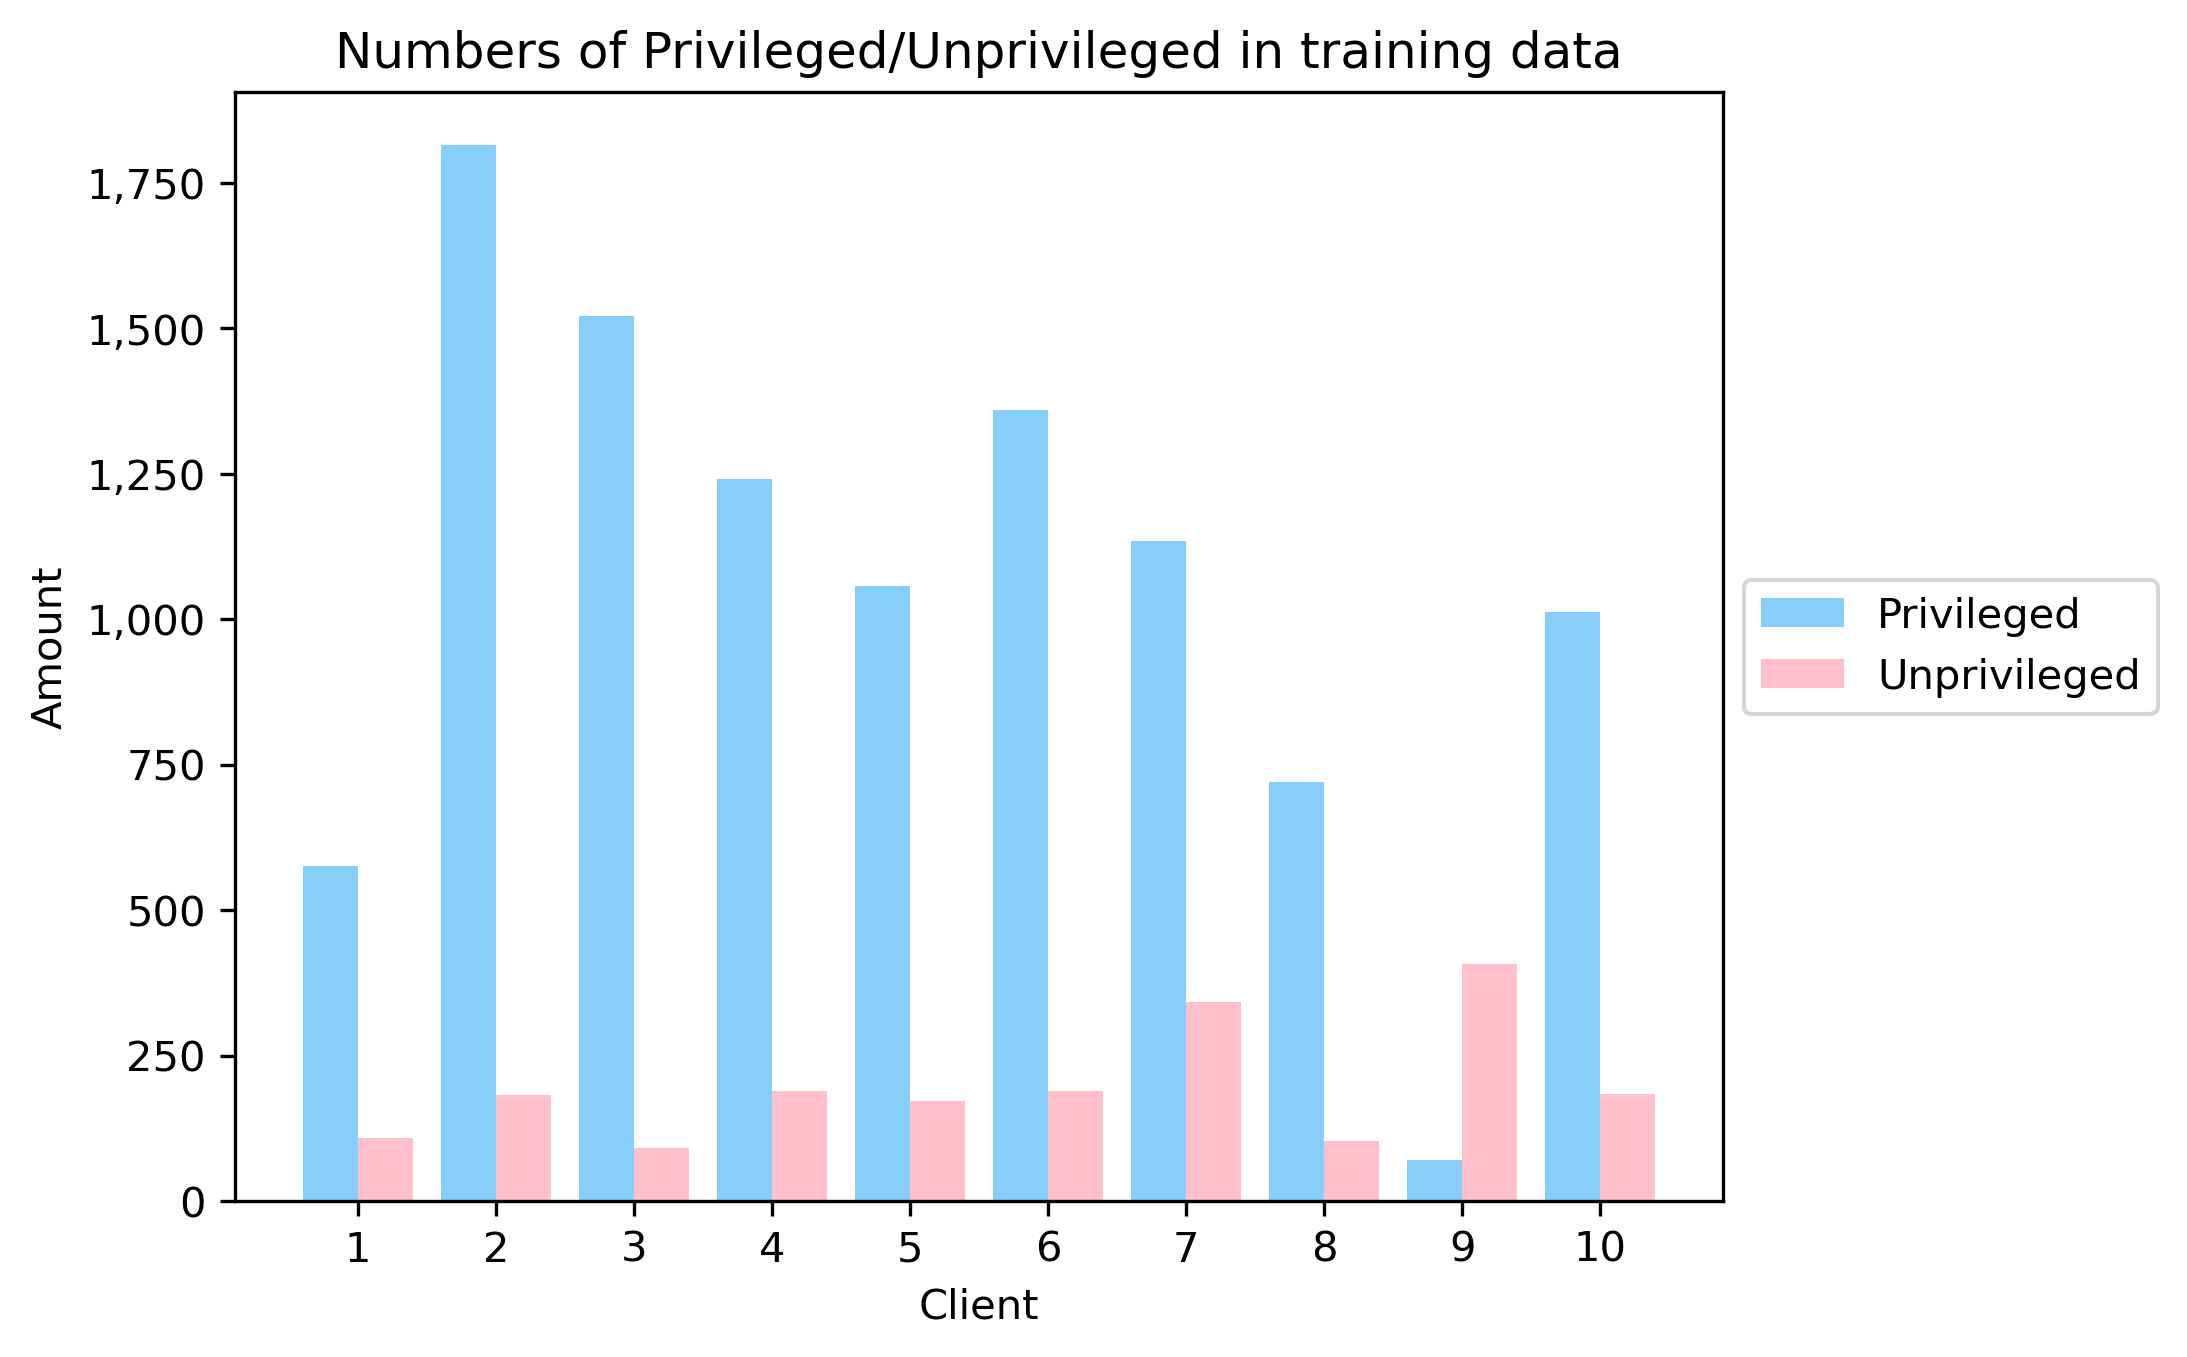 Numbers of Privileged/Unprivileged in training data
1,750
1,500
1,250
1,000
750
500
250
0
Amount
1 2 3 4 5 6 7 8 9 10
Client
Privileged
Unprivileged